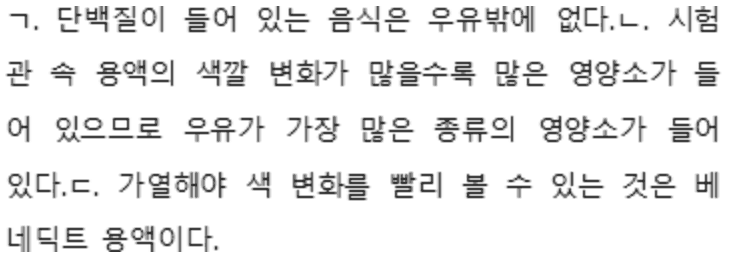 ㄱ. 단백질이 들어 있는 음식은 우유밖에 없다.ㄴ. 시험
관 속 용액의 색깔 변화가 많을수록 많은 영양소가 들
어 있으므로 우유가 가장 많은 종류의 영양소가 들어
있다.ㄷ. 가열해야 색 변화를 빨리 볼 수 있는 것은 베
네딕트 용액이다.